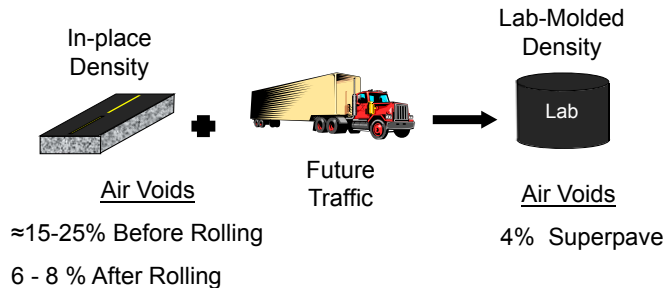 In-place
Density
Lab-Molded
Density
Lab
Future
Traffic
Air Voids
≈15-25% Before Rolling
6 - 8 % After Rolling
Air Voids
4% Superpave